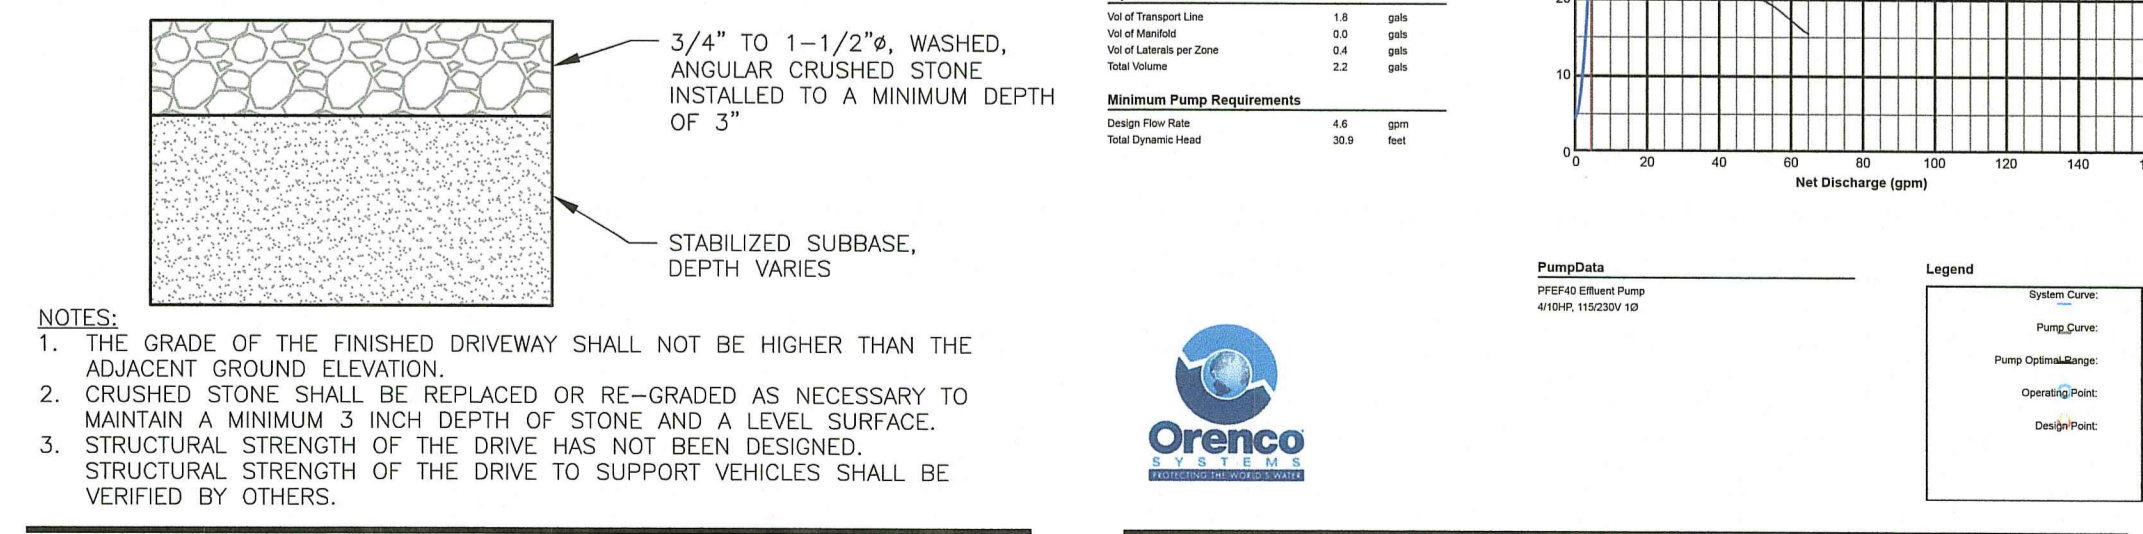 3/4" TO 1-1/2"ø, WASHED,
ANGULAR CRUSHED STONE
INSTALLED TO A MINIMUM DEPTH
OF 3"
STABILIZED SUBBASE,
DEPTH VARIES
NOTES:
1. THE GRADE OF THE FINISHED DRIVEWAY SHALL NOT BE HIGHER THAN THE
ADJACENT GROUND ELEVATION.
2. CRUSHED STONE SHALL BE REPLACED OR RE-GRADED AS NECESSARY TO
MAINTAIN A MINIMUM 3 INCH DEPTH OF STONE AND A LEVEL SURFACE.
3. STRUCTURAL STRENGTH OF THE DRIVE HAS NOT BEEN DESIGNED.
STRUCTURAL STRENGTH OF THE DRIVE TO SUPPORT VEHICLES SHALL BE
VERIFIED BY OTHERS.
Vol of Transport Line 1.8 gals
Vol of Manifold 0.0 gals
Vol of Laterals per Zone 0.4 gals
Total Volume 2.2 gals
Minimum Pump Requirements
Design Flow Rate 4.6 gpm
Total Dynamic Head 30.9 feet
Orenco
SYSTEMS
PROTECTING THE WORLD'S WATER
10
0
0 20 40 60 80 100 120 140
Net Discharge (gpm)
PumpData
PFEF40 Effluent Pump
4/10HP, 115/230V 1Ø
Legend
System Curve:
Pump Curve:
Pump Optimal Range:
Operating Point:
Design Point: